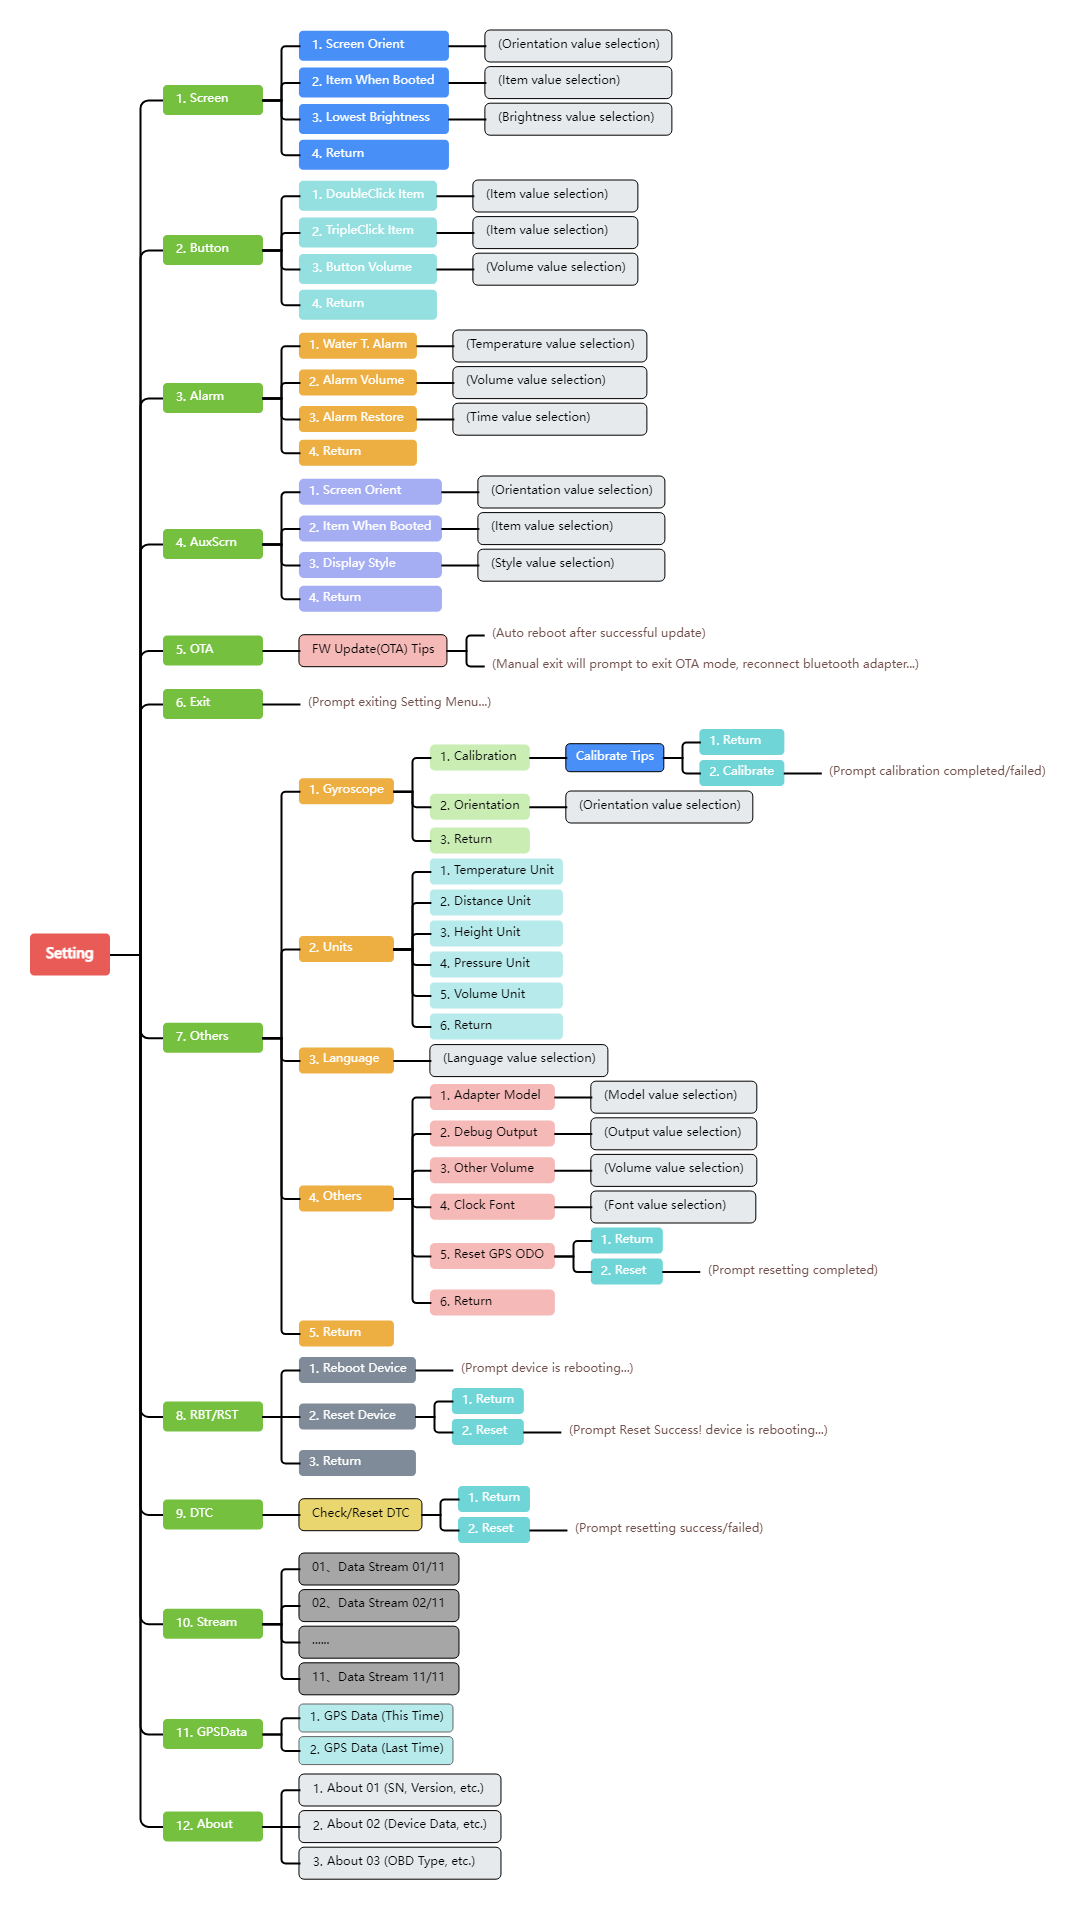 Setting
1. Screen
1. Screen Orient
(Orientation value selection)
2. Item When Booted
(Item value selection)
3. Lowest Brightness
(Brightness value selection)
4. Return
2. Button
1. DoubleClick Item
(Item value selection)
2. TripleClick Item
(Item value selection)
3. Button Volume
(Volume value selection)
4. Return
3. Alarm
1. Water T. Alarm
(Temperature value selection)
2. Alarm Volume
(Volume value selection)
3. Alarm Restore
(Time value selection)
4. Return
4. AuxScrn
1. Screen Orient
(Orientation value selection)
2. Item When Booted
(Item value selection)
3. Display Style
(Style value selection)
4. Return
5. OTA
FW Update(OTA) Tips
(Auto reboot after successful update)
(Manual exit will prompt to exit OTA mode, reconnect bluetooth adapter...)
6. Exit
(Prompt exiting Setting Menu...)
7. Others
1. Gyroscope
1. Calibration
Calibrate Tips
1. Return
2. Calibrate
(Prompt calibration completed/failed)
2. Orientation
(Orientation value selection)
3. Return
2. Units
1. Temperature Unit
2. Distance Unit
3. Height Unit
4. Pressure Unit
5. Volume Unit
6. Return
3. Language
(Language value selection)
4. Others
1. Adapter Model
(Model value selection)
2. Debug Output
(Output value selection)
3. Other Volume
(Volume value selection)
4. Clock Font
(Font value selection)
5. Reset GPS ODO
1. Return
2. Reset
(Prompt resetting completed)
6. Return
5. Return
8. RBT/RST
1. Reboot Device
(Prompt device is rebooting...)
2. Reset Device
1. Return
2. Reset
(Prompt Reset Success! device is rebooting...)
3. Return
9. DTC
Check/Reset DTC
1. Return
2. Reset
(Prompt resetting success/failed)
10. Stream
01、Data Stream 01/11
02、Data Stream 02/11
......
11、Data Stream 11/11
11. GPSData
1. GPS Data (This Time)
2. GPS Data (Last Time)
12. About
1. About 01 (SN, Version, etc.)
2. About 02 (Device Data, etc.)
3. About 03 (OBD Type, etc.)